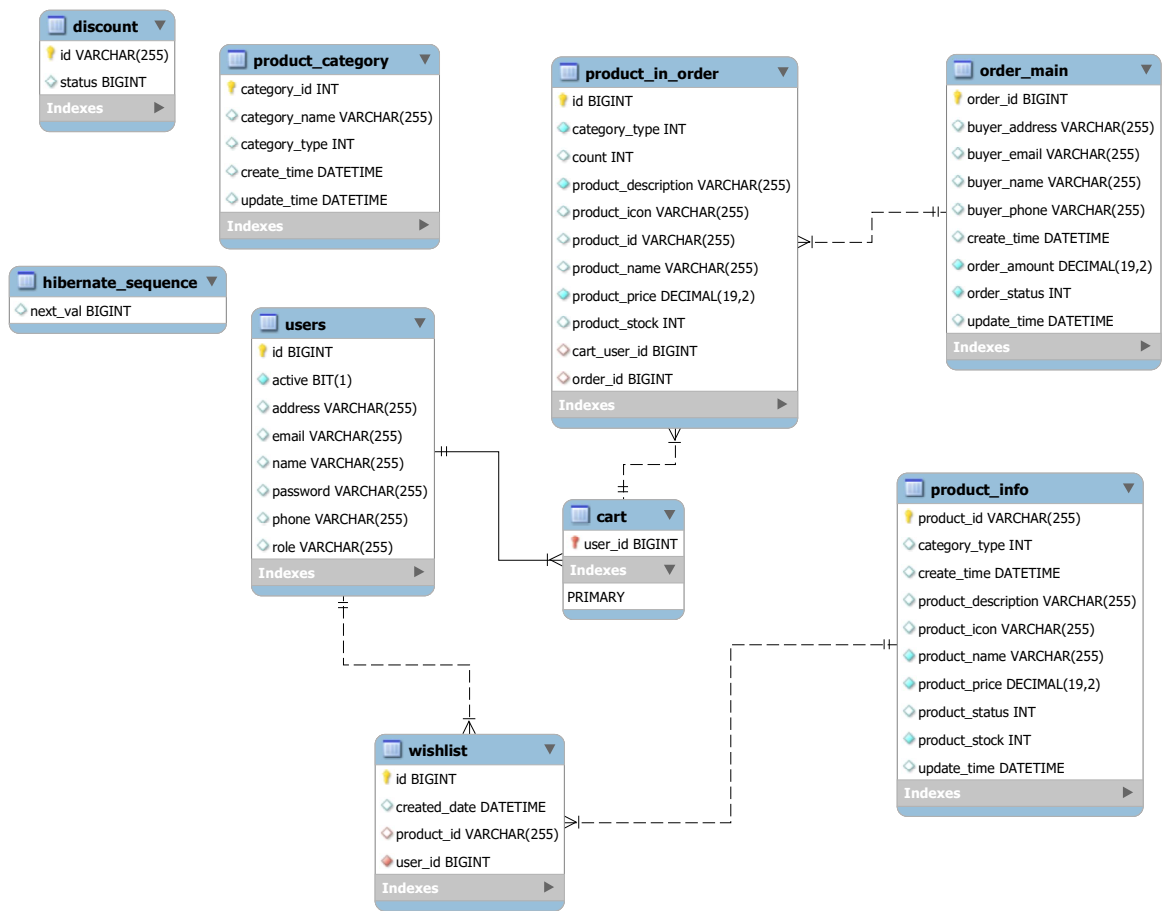 discount
id VARCHAR(255)
status BIGINT
Indexes
product_category
category_id INT
category_name VARCHAR(255)
category_type INT
create_time DATETIME
update_time DATETIME
Indexes
product_in_order
id BIGINT
category_type INT
count INT
product_description VARCHAR(255)
product_icon VARCHAR(255)
product_id VARCHAR(255)
product_name VARCHAR(255)
product_price DECIMAL(19,2)
product_stock INT
cart_user_id BIGINT
order_id BIGINT
Indexes
order_main
order_id BIGINT
buyer_address VARCHAR(255)
buyer_email VARCHAR(255)
buyer_name VARCHAR(255)
buyer_phone VARCHAR(255)
create_time DATETIME
order_amount DECIMAL(19,2)
order_status INT
update_time DATETIME
Indexes
hibernate_sequence
next_val BIGINT
users
id BIGINT
active BIT(1)
address VARCHAR(255)
email VARCHAR(255)
name VARCHAR(255)
password VARCHAR(255)
phone VARCHAR(255)
role VARCHAR(255)
Indexes
cart
user_id BIGINT
Indexes
PRIMARY
product_info
product_id VARCHAR(255)
category_type INT
create_time DATETIME
product_description VARCHAR(255)
product_icon VARCHAR(255)
product_name VARCHAR(255)
product_price DECIMAL(19,2)
product_status INT
product_stock INT
update_time DATETIME
Indexes
wishlist
id BIGINT
created_date DATETIME
product_id VARCHAR(255)
user_id BIGINT
Indexes